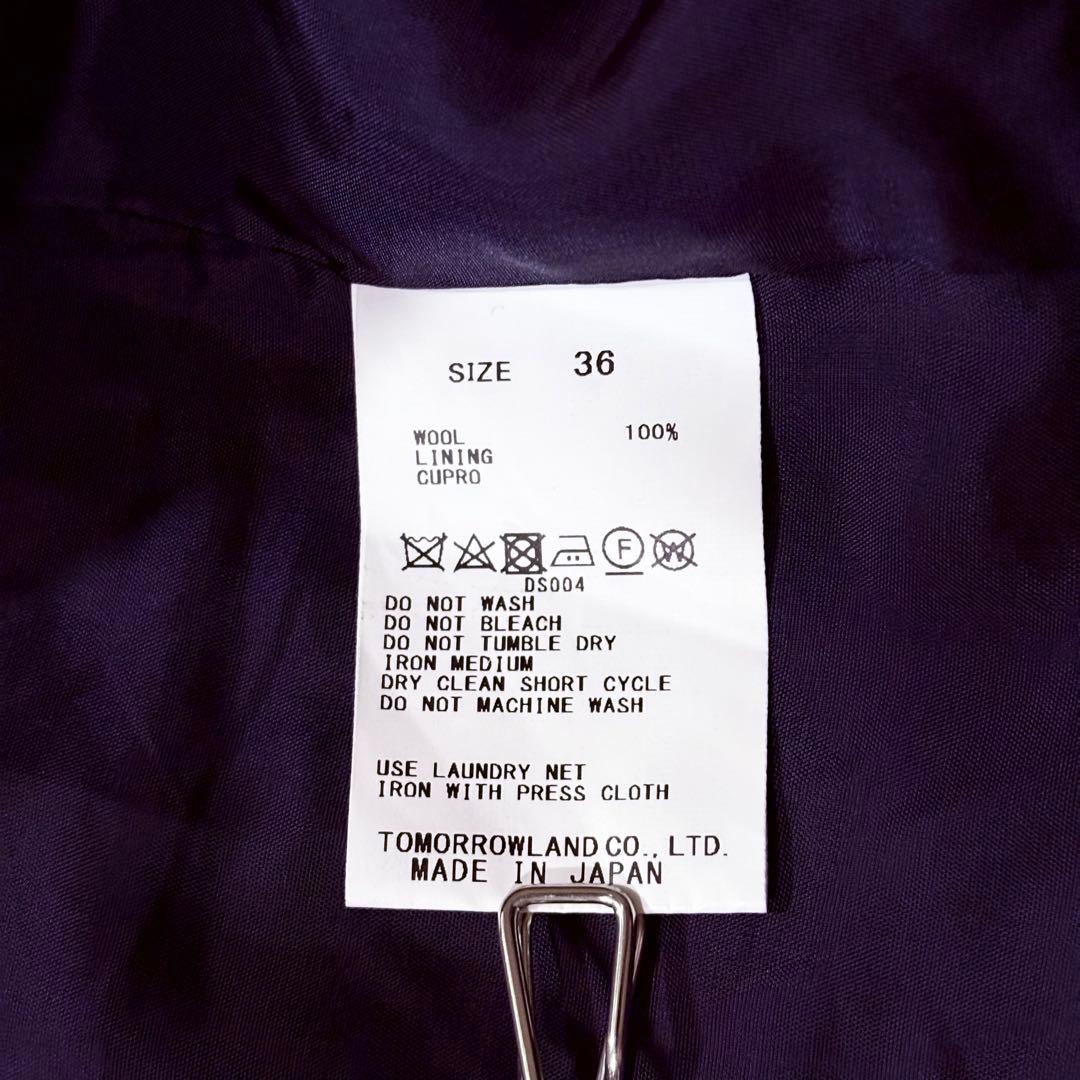 SIZE 36
WOOL 100%
LINING
CUPRO
F W
DS004
DO NOT WASH
DO NOT BLEACH
DO NOT TUMBLE DRY
IRON MEDIUM
DRY CLEAN SHORT CYCLE
DO NOT MACHINE WASH
USE LAUNDRY NET
IRON WITH PRESS CLOTH
TOMORROWLAND CO., LTD.
MADE IN JAPAN